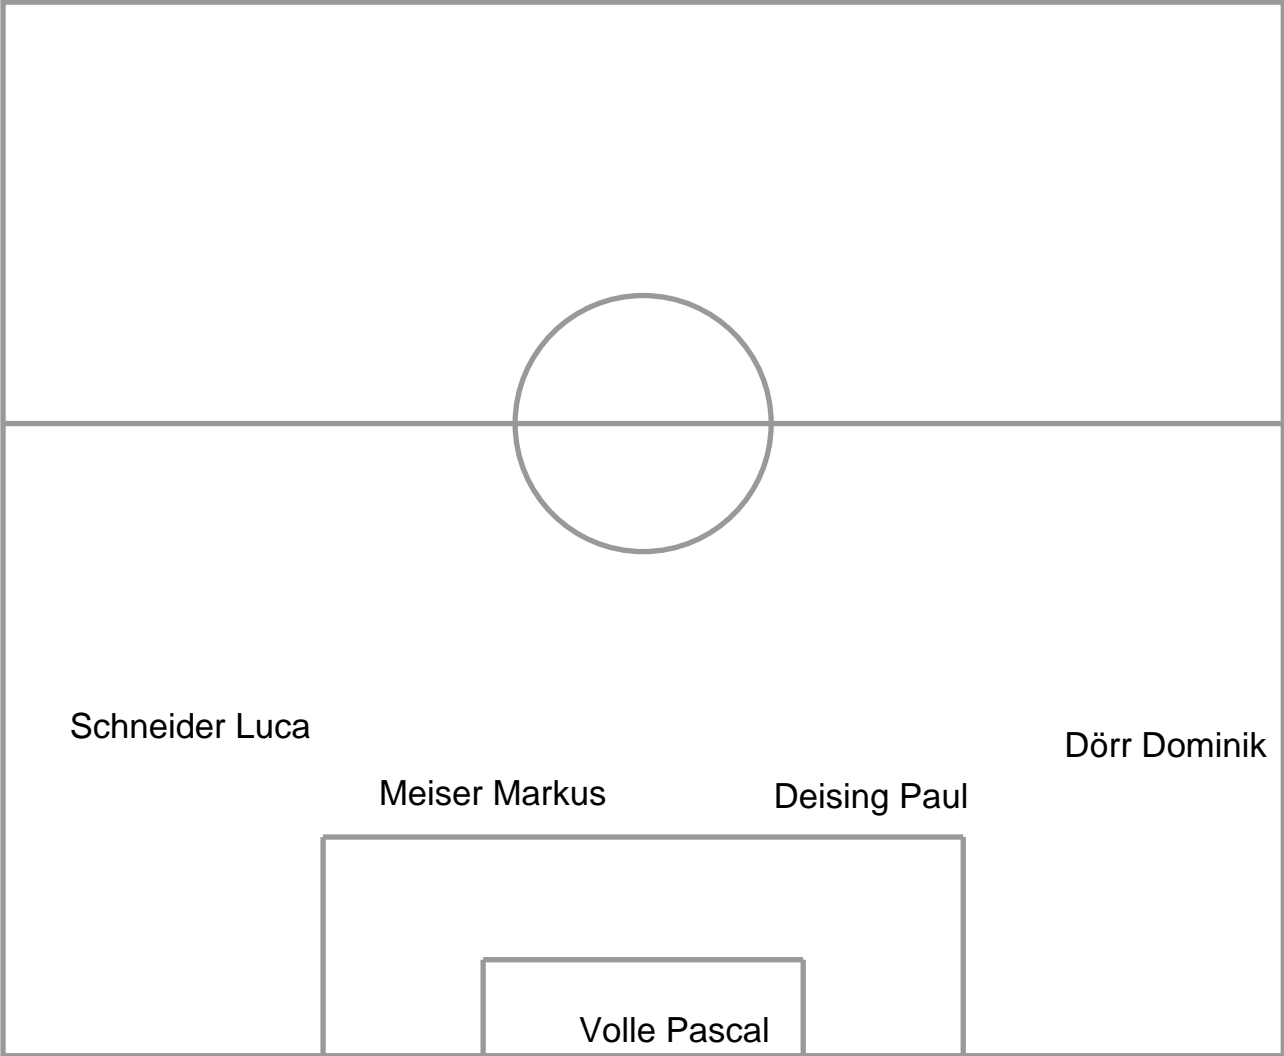 Schneider Luca
Dörr Dominik
Meiser Markus
Deising Paul
Volle Pascal